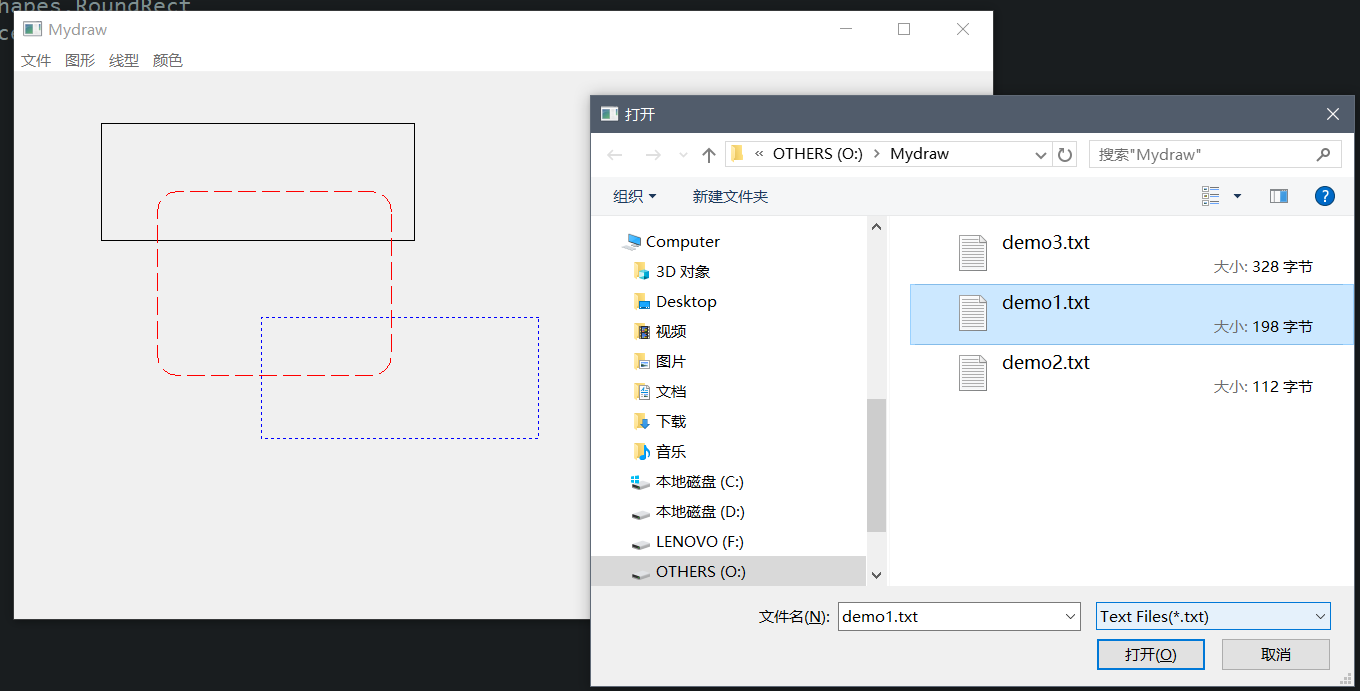 hapes.RoundRect
Mydraw
文件 图形 线型 颜色
打开
« OTHERS (O:) › Mydraw
搜索"Mydraw"
组织 新建文件夹
Computer
3D 对象
Desktop
视频
图片
文档
下载
音乐
本地磁盘 (C:)
本地磁盘 (D:)
LENOVO (F:)
OTHERS (O:)
demo3.txt
大小: 328 字节
demo1.txt
大小: 198 字节
demo2.txt
大小: 112 字节
文件名(N): demo1.txt
Text Files(*.txt)
打开(O)
取消